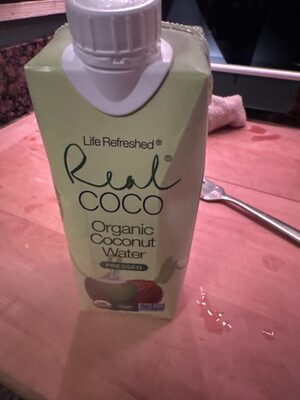 Life Refreshed®
Real®
COCO
Organic
Coconut
Water
PRESSED